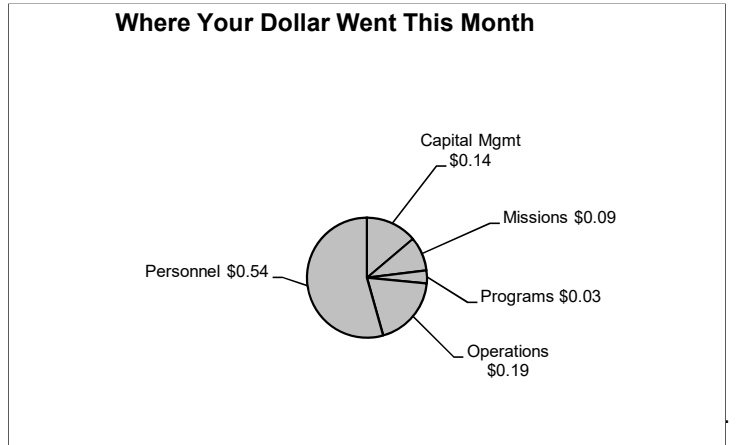 Where Your Dollar Went This Month
Capital Mgmt
$0.14
Missions $0.09
Personnel $0.54
Programs $0.03
Operations
$0.19
.